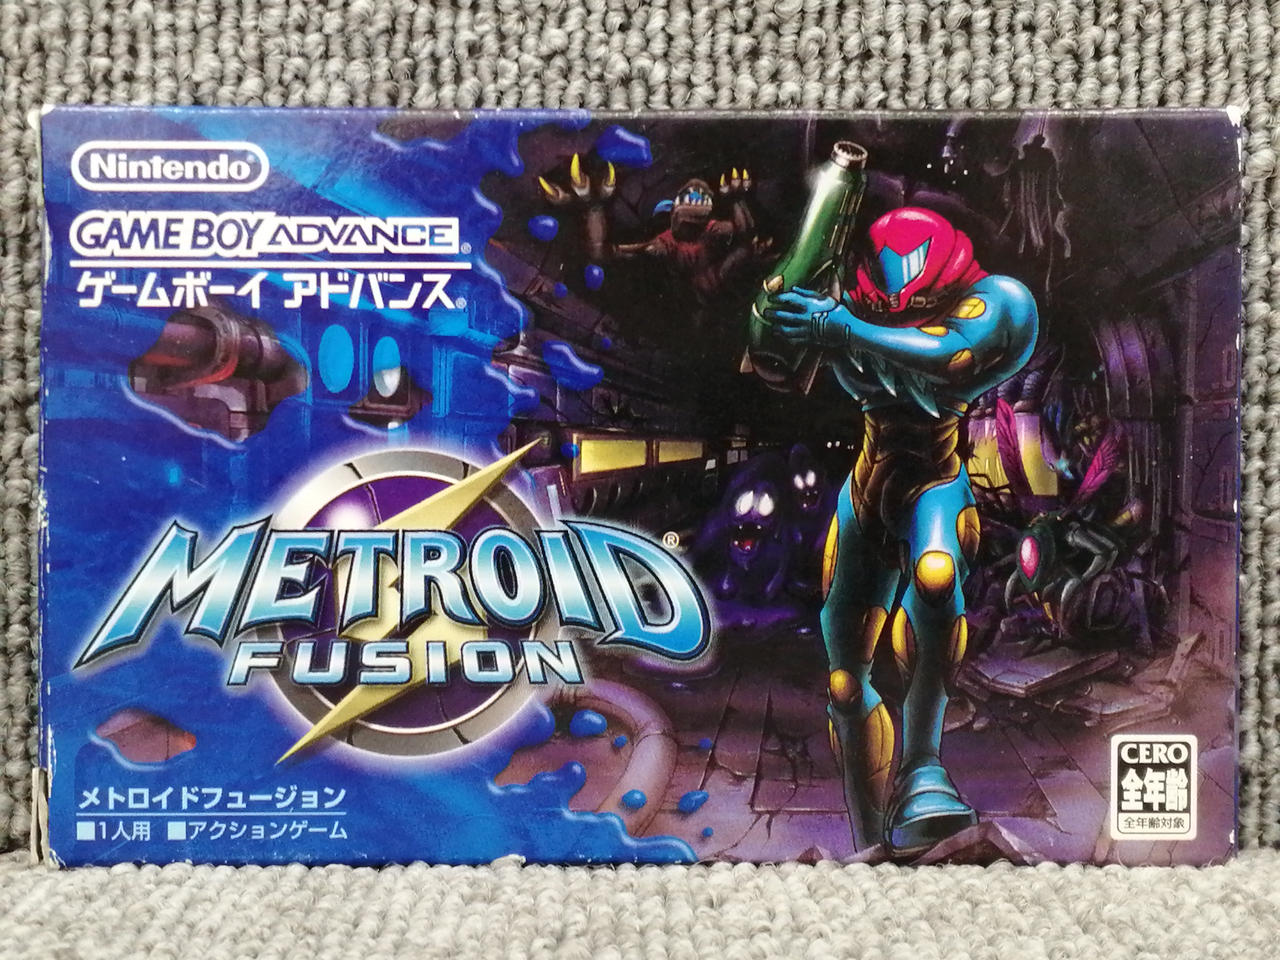 Nintendo®
GAME BOY ADVANCE®
ゲームボーイ アドバンス®
METROID®
FUSION
メトロイドフュージョン
■1人用 ■アクションゲーム
CERO
全年齢
全年齢対象